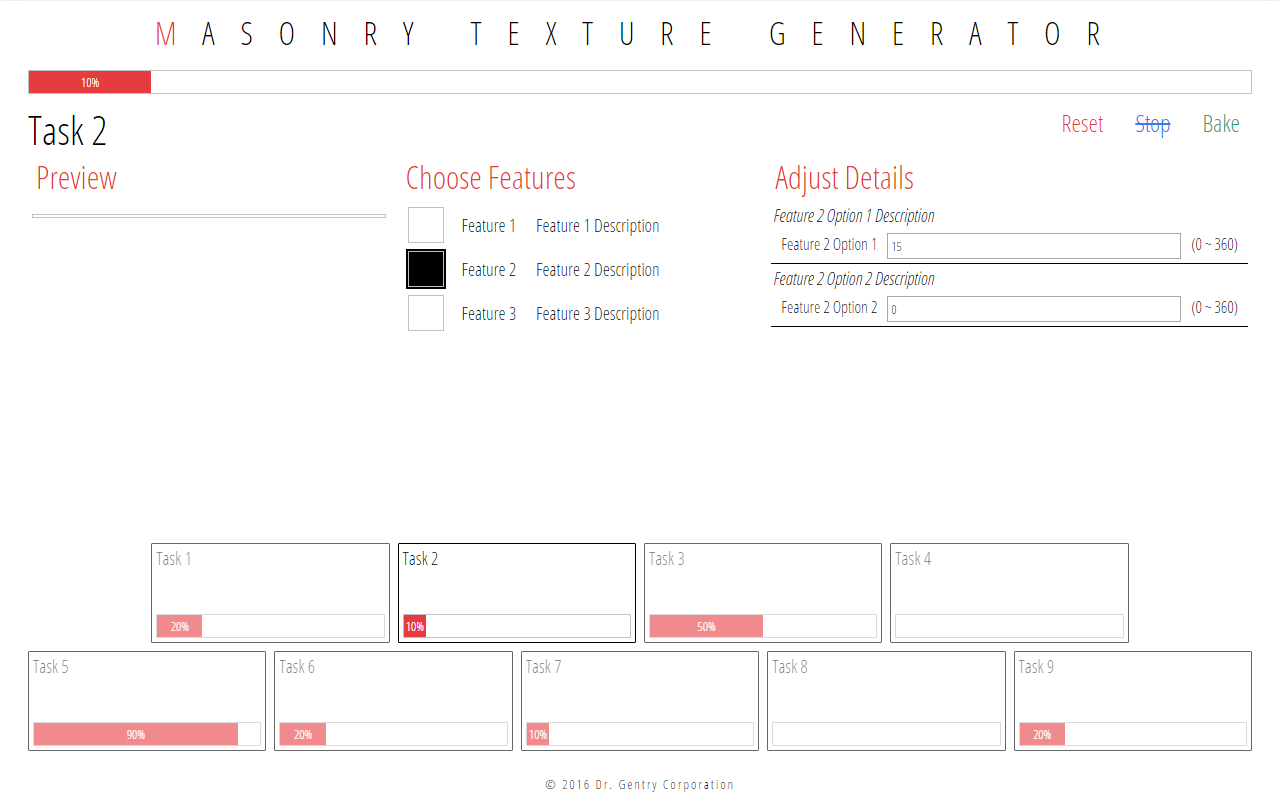 MASONRY TEXTURE GENERATOR
10%
Task 2
Reset Stop Bake
Preview
Choose Features
Feature 1 Feature 1 Description
Feature 2 Feature 2 Description
Feature 3 Feature 3 Description
Adjust Details
Feature 2 Option 1 Description
Feature 2 Option 1 15 (0 ~ 360)
Feature 2 Option 2 Description
Feature 2 Option 2 0 (0 ~ 360)
Task 1
20%
Task 2
10%
Task 3
50%
Task 4
Task 5
90%
Task 6
20%
Task 7
10%
Task 8
Task 9
20%
© 2016 Dr. Gentry Corporation